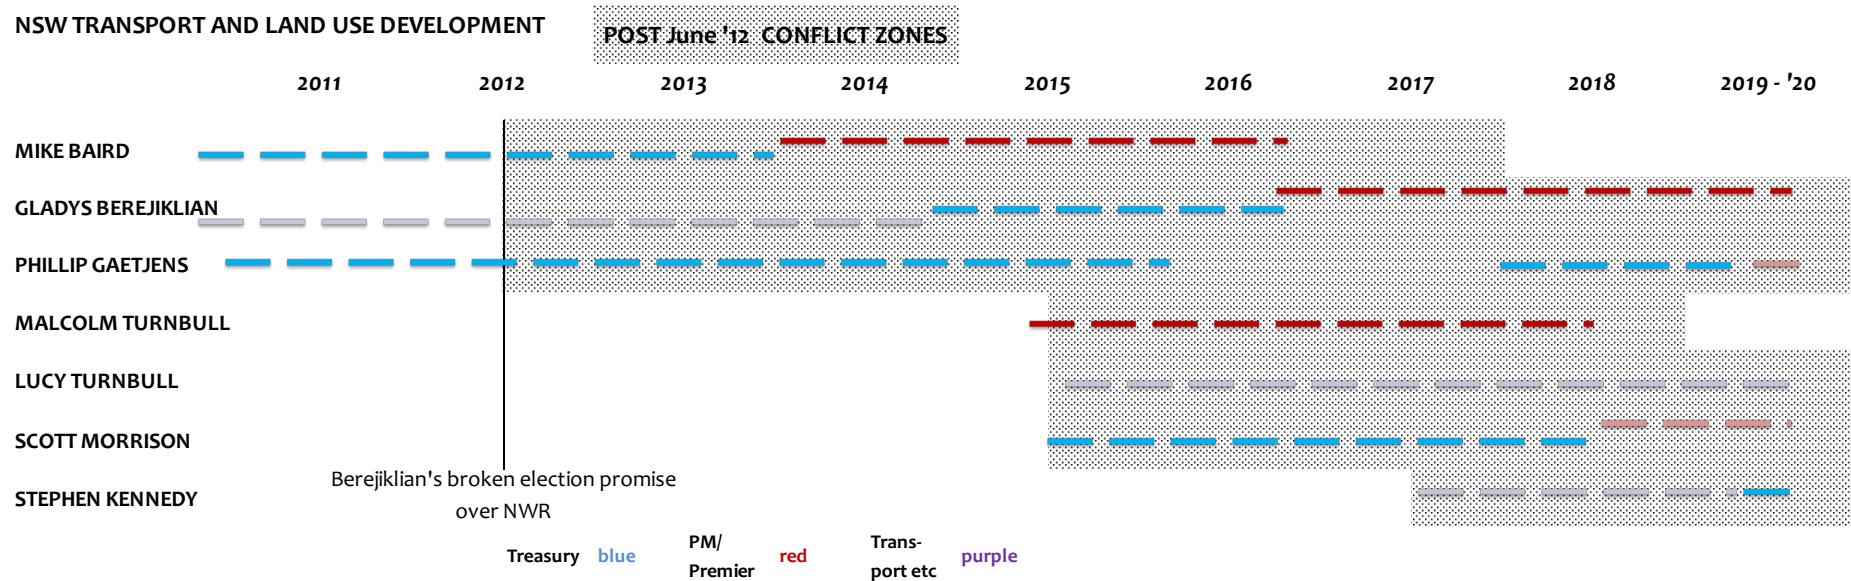 NSW TRANSPORT AND LAND USE DEVELOPMENT
POST June '12 CONFLICT ZONES
2011 2012 2013 2014 2015 2016 2017 2018 2019 - '20
MIKE BAIRD
GLADYS BEREJIKLIAN
PHILLIP GAETJENS
MALCOLM TURNBULL
LUCY TURNBULL
SCOTT MORRISON
STEPHEN KENNEDY
Berejiklian's broken election promise
over NWR
Treasury blue
PM/
Premier red
Trans-
port etc purple